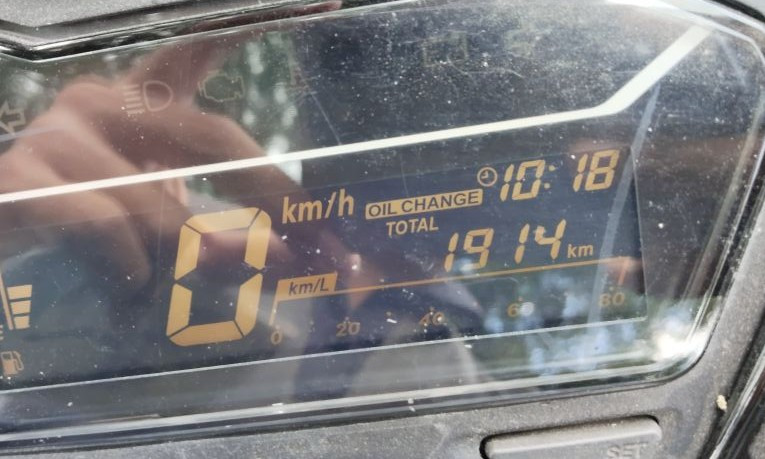 10:18
km/h OIL CHANGE
TOTAL
1914 km
0
km/L
0 20 40 60 80
SET